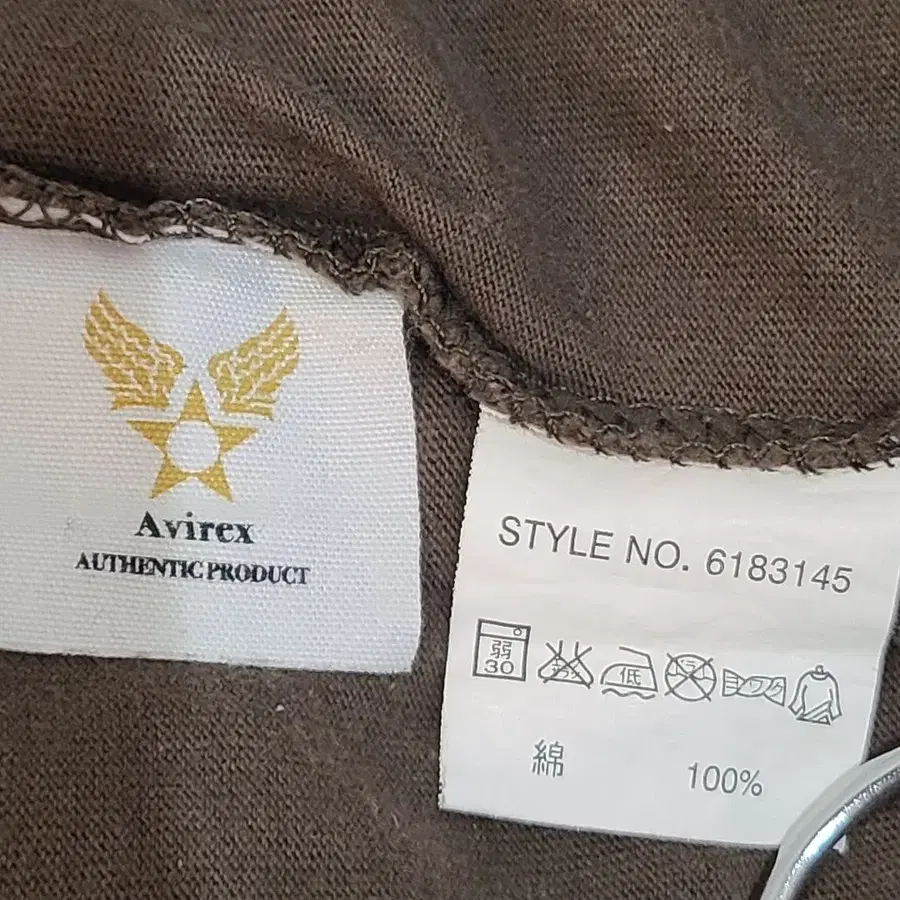 Avirex
AUTHENTIC PRODUCT
STYLE NO. 6183145
弱
30
低
綿 100%